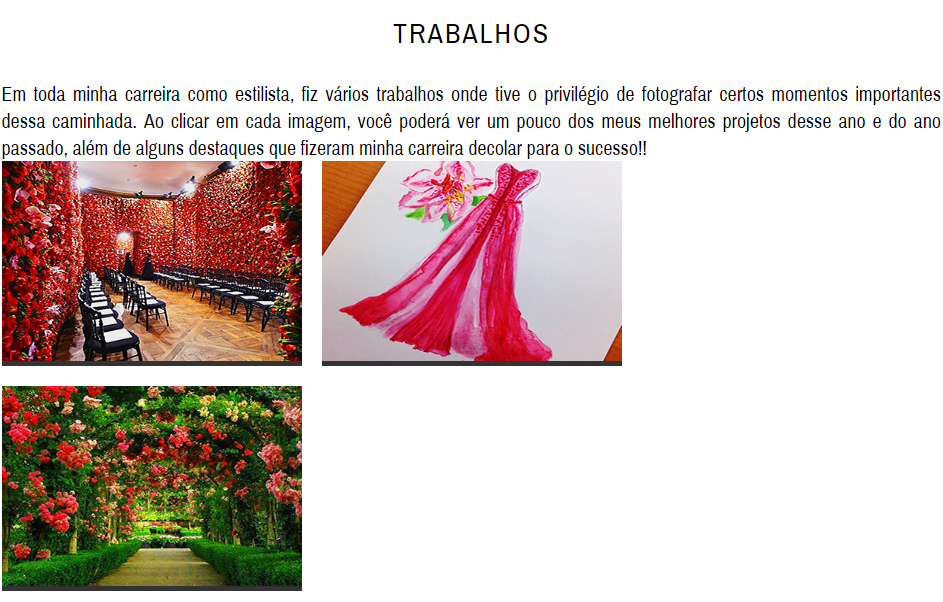 TRABALHOS
Em toda minha carreira como estilista, fiz vários trabalhos onde tive o privilégio de fotografar certos momentos importantes
dessa caminhada. Ao clicar em cada imagem, você poderá ver um pouco dos meus melhores projetos desse ano e do ano
passado, além de alguns destaques que fizeram minha carreira decolar para o sucesso!!